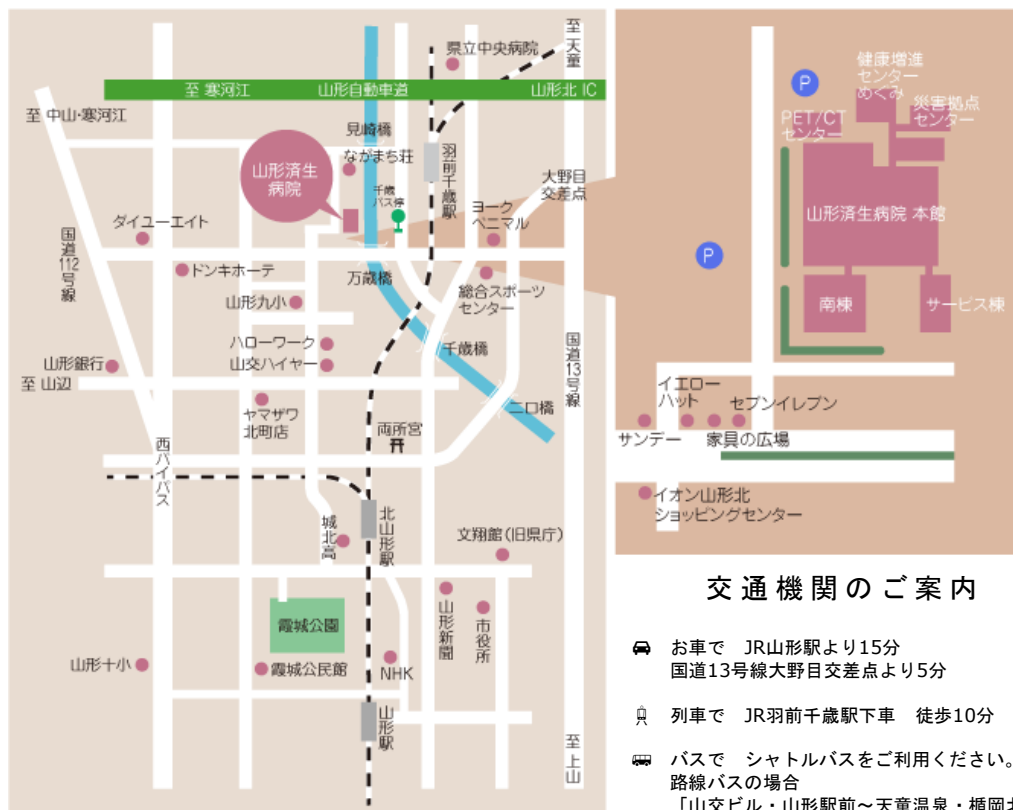 至天童
県立中央病院
至 寒河江
山形自動車道
山形北 IC
至 中山・寒河江
見崎橋
ながまち荘
羽前千歳駅
山形済生
病院
千歳
バス停
大野目
交差点
ダイユーエイト
ヨーク
ベニマル
国道112号線
ドンキホーテ
万歳橋
総合スポーツ
センター
山形九小
ハローワーク
千歳橋
国道13号線
山形銀行
山交ハイヤー
至 山辺
二口橋
ヤマザワ
北町店
両所宮
西バイパス
北山形駅
城北高
文翔館(旧県庁)
霞城公園
山形新聞
市役所
山形十小
霞城公民館
NHK
山形駅
至上山
健康増進
センター
めぐみ
P
災害拠点
センター
PET/CT
センター
山形済生病院 本館
P
南棟
サービス棟
イエロー
ハット
セブンイレブン
サンデー
家具の広場
イオン山形北
ショッピングセンター
交通機関のご案内
お車で　JR山形駅より15分
国道13号線大野目交差点より5分
列車で　JR羽前千歳駅下車　徒歩10分
バスで　シャトルバスをご利用ください。
路線バスの場合
「山交ビル・山形駅前～天童温泉・楯岡